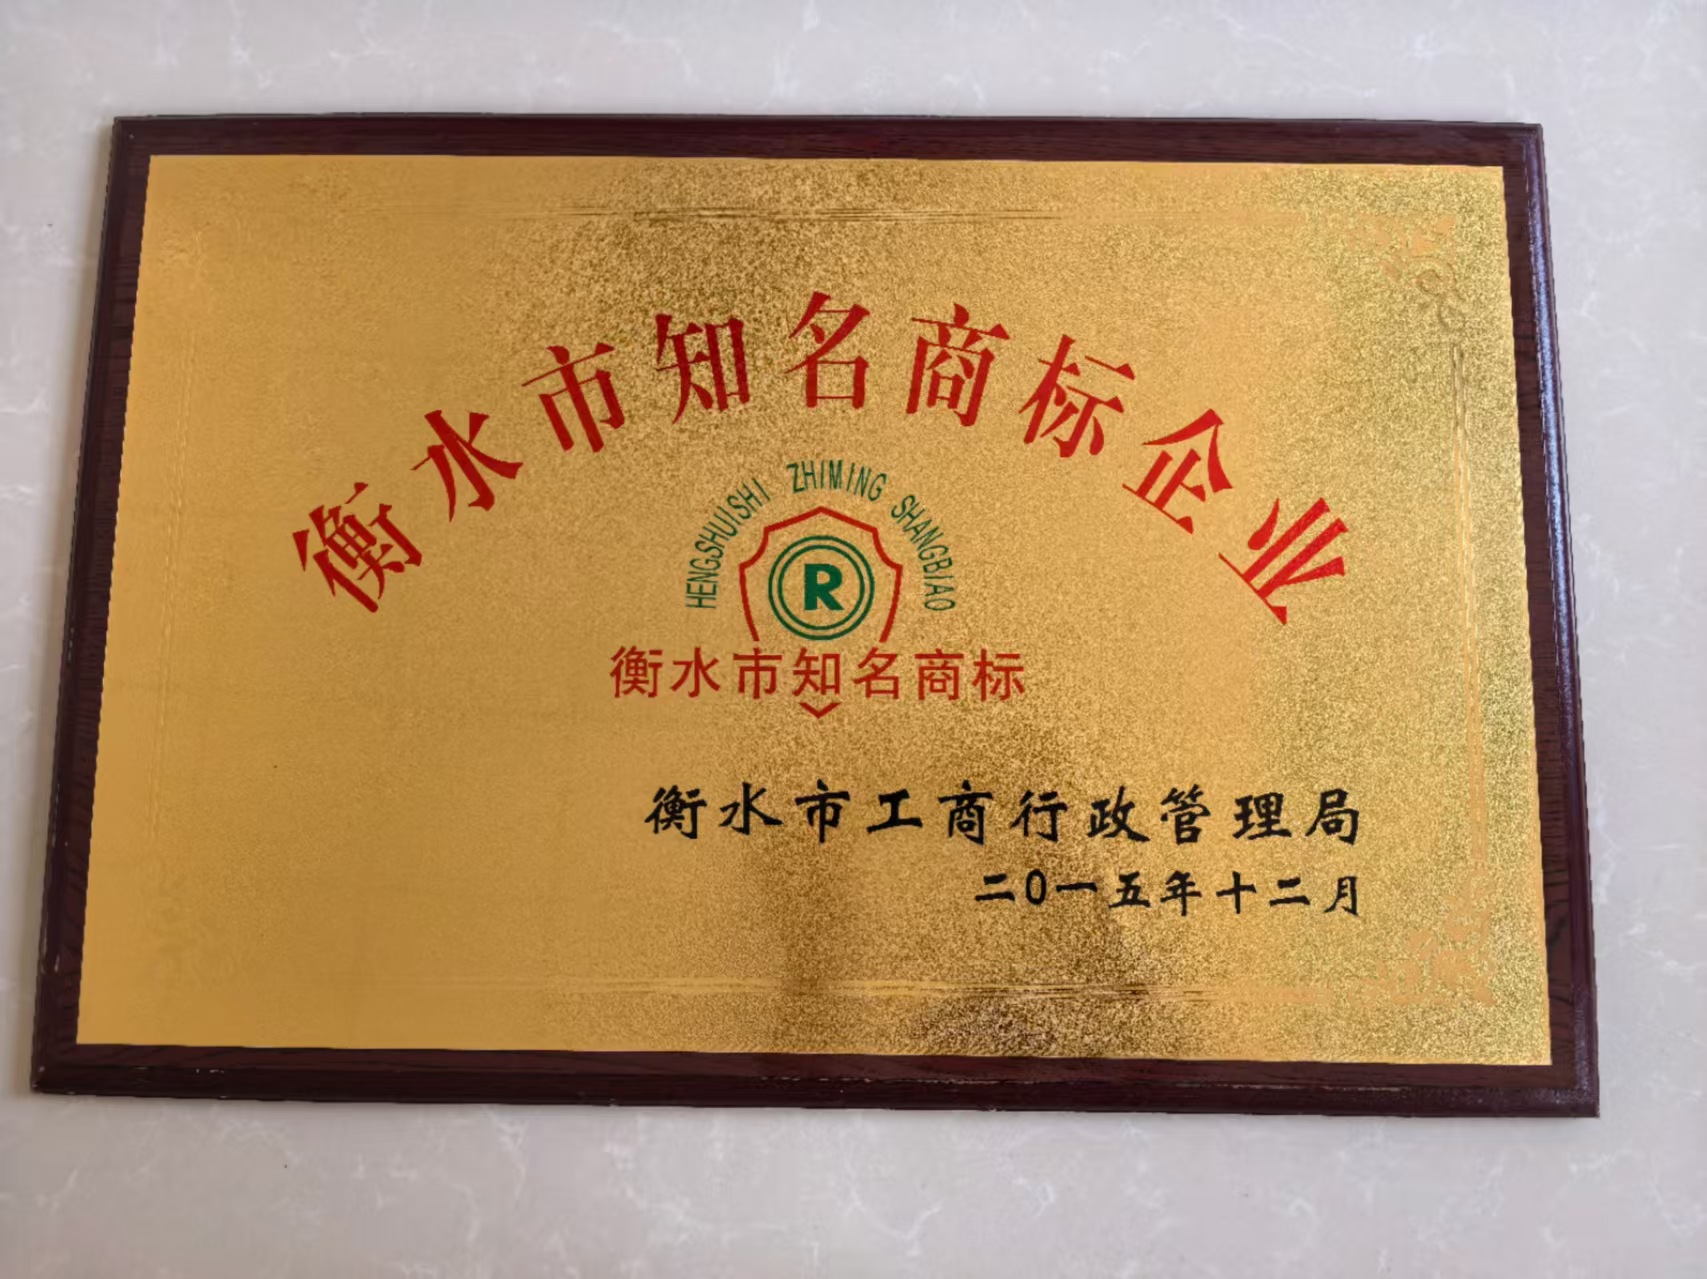 衡水市知名商标企业
HENGSHUISHI ZHIMING SHANGBIAO
R
衡水市知名商标
衡水市工商行政管理局
二0一五年十二月